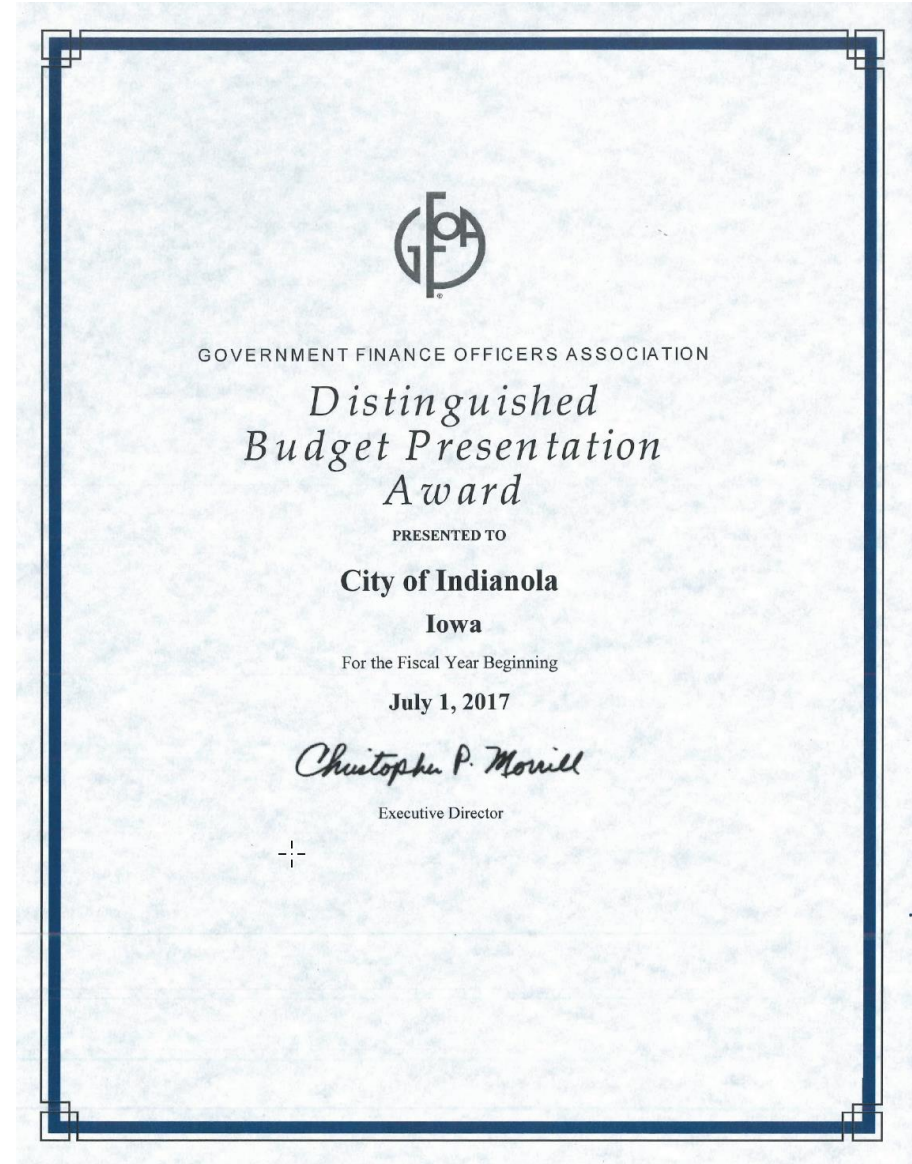 GFOA
®
GOVERNMENT FINANCE OFFICERS ASSOCIATION
Distinguished
Budget Presentation
Award
PRESENTED TO
City of Indianola
Iowa
For the Fiscal Year Beginning
July 1, 2017
Christopher P. Morrill
Executive Director